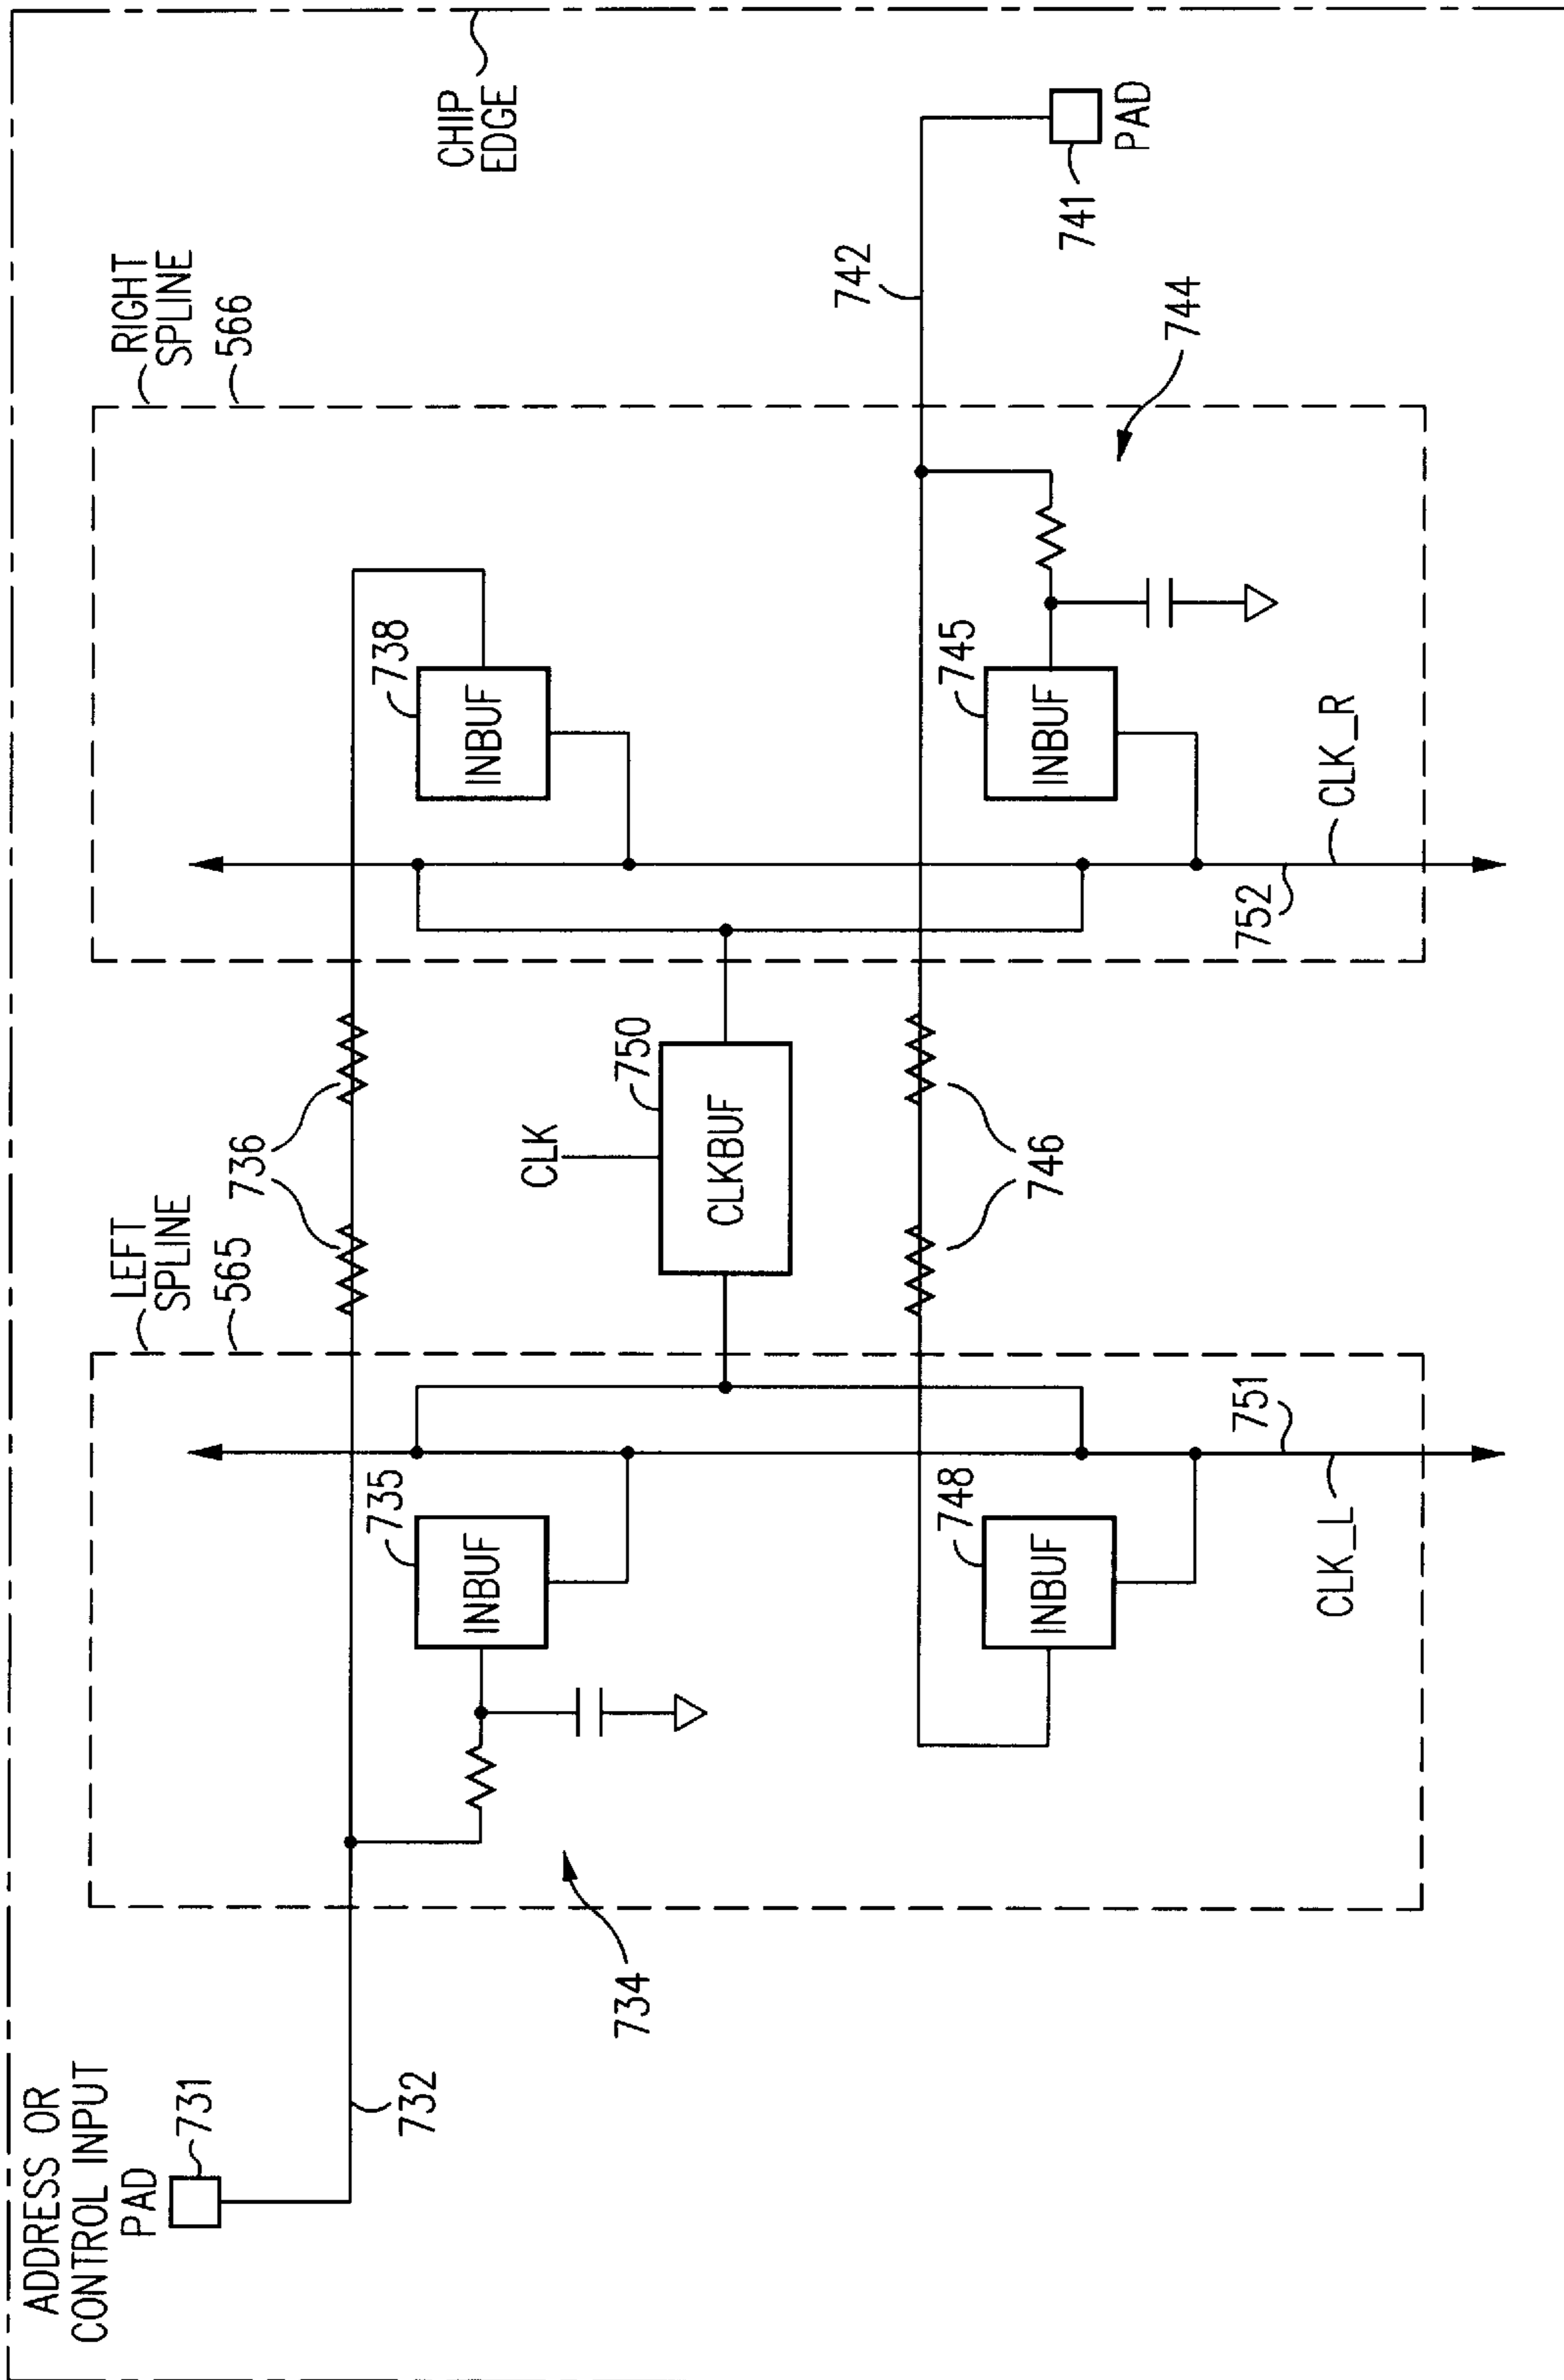 ADDRESS OR
CONTROL INPUT
PAD
731
732
734
LEFT
SPLINE
565
735
INBUF
748
INBUF
751
CLK_L
736
CLK
750
CLKBUF
746
RIGHT
SPLINE
566
738
INBUF
745
INBUF
752
CLK_R
742
744
741
PAD
CHIP
EDGE